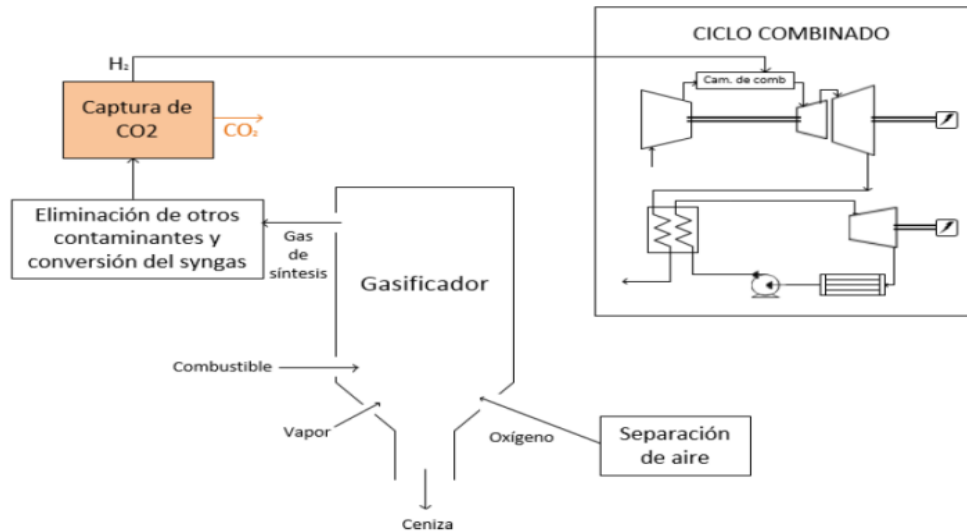 CICLO COMBINADO
H₂
Cam. de comb
Captura de
CO2
CO₂
Eliminación de otros
contaminantes y
conversión del syngas
Gas
de
síntesis
Gasificador
Combustible
Vapor
Oxígeno
Separación
de aire
Ceniza